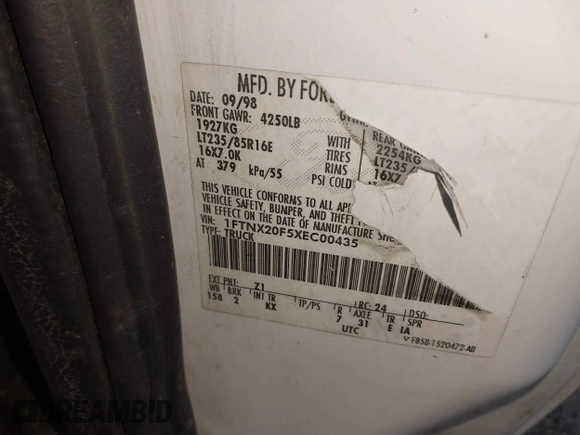 MFD. BY FORD
DATE: 09/98
FRONT GAWR: 4250LB
1927KG WITH
LT235/85R16E TIRES
16X7.0K RIMS
AT 379 kPa/55 PSI COLD
REAR
2254KG
LT235
16X7
THIS VEHICLE CONFORMS TO ALL
VEHICLE SAFETY, BUMPER, AND THEFT
IN EFFECT ON THE DATE OF MANUFACTURE SHO
VIN: 1FTNX20F5XEC00435
TYPE: TRUCK
EXT PNT: Z1 RC: 24 DSO:
WB BRK INT TR TP/PS R AXLE TR SPR
158 2 KX 7 31 E IA
UTC
F85B-1520472-AB
DREAMBID